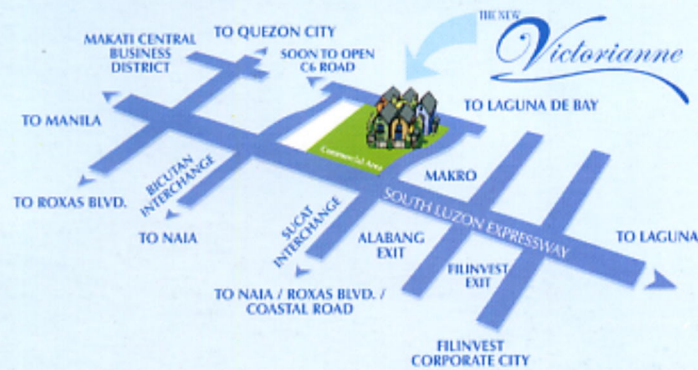 THE NEW
Victorianne
TO QUEZON CITY
MAKATI CENTRAL
BUSINESS
DISTRICT
SOON TO OPEN
C6 ROAD
TO LAGUNA DE BAY
TO MANILA
Commercial Area
MAKRO
BICUTAN
INTERCHANGE
TO ROXAS BLVD.
SOUTH LUZON EXPRESSWAY
SUCAT
INTERCHANGE
TO NAIA
ALABANG
EXIT
TO LAGUNA
FILINVEST
EXIT
TO NAIA / ROXAS BLVD. /
COASTAL ROAD
FILINVEST
CORPORATE CITY